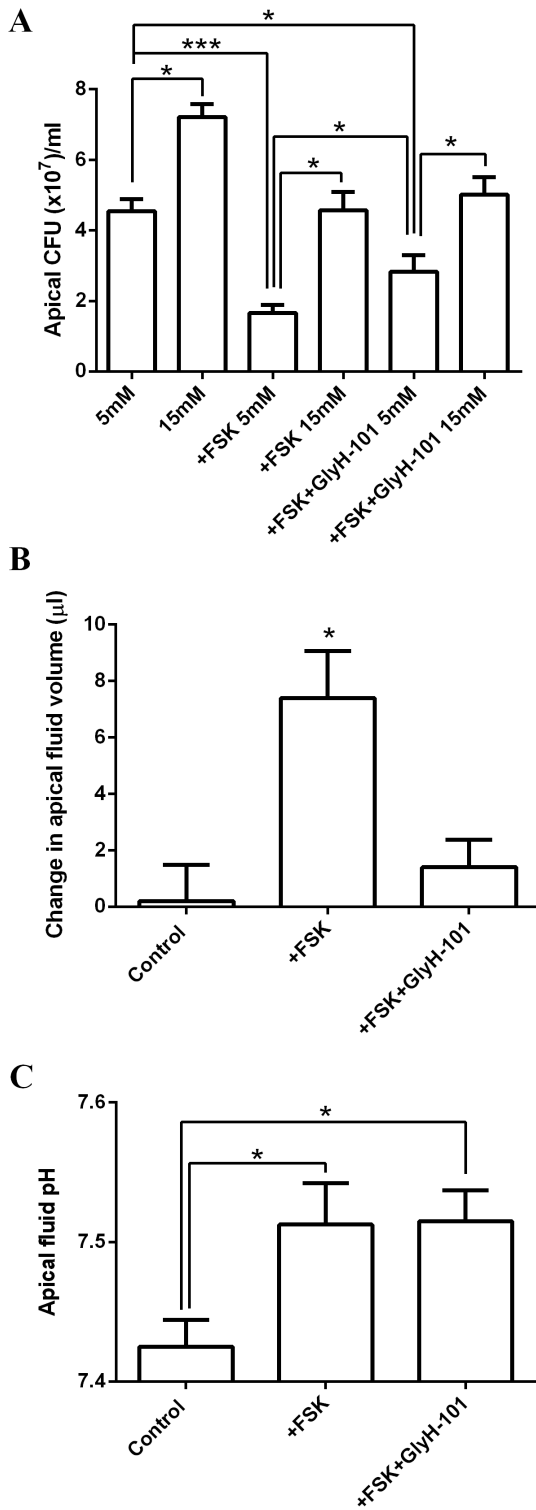 A
*
***
*
*
*
*
Apical CFU (x10⁷)/ml
8
6
4
2
0
5mM
15mM
+FSK 5mM
+FSK 15mM
+FSK+GlyH-101 5mM
+FSK+GlyH-101 15mM
B
Change in apical fluid volume (µl)
10
8
6
4
2
0
*
Control
+FSK
+FSK+GlyH-101
C
Apical fluid pH
7.6
7.5
7.4
*
*
Control
+FSK
+FSK+GlyH-101